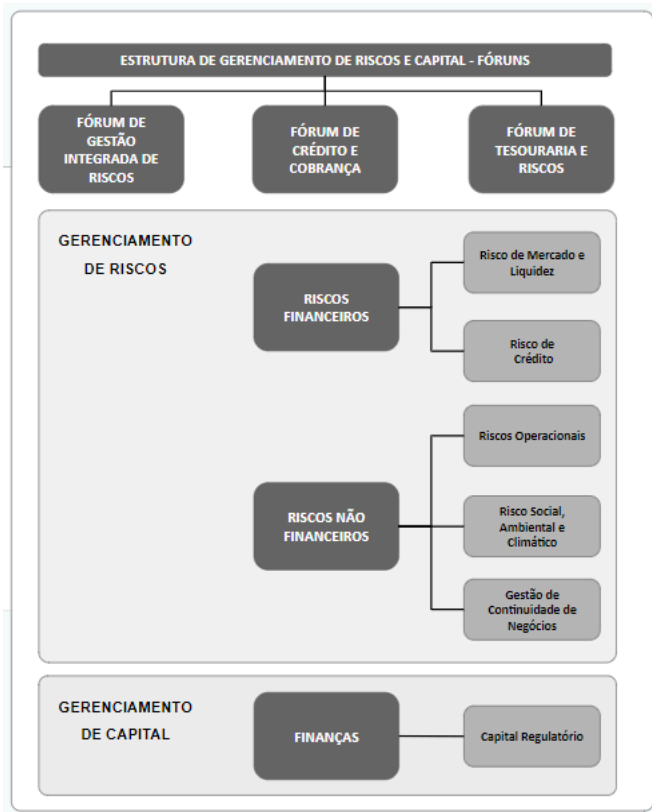 ESTRUTURA DE GERENCIAMENTO DE RISCOS E CAPITAL - FÓRUNS
FÓRUM DE
GESTÃO
INTEGRADA DE
RISCOS
FÓRUM DE
CRÉDITO E
COBRANÇA
FÓRUM DE
TESOURARIA E
RISCOS
GERENCIAMENTO
DE RISCOS
RISCOS
FINANCEIROS
Risco de Mercado e
Liquidez
Risco de
Crédito
RISCOS NÃO
FINANCEIROS
Riscos Operacionais
Risco Social,
Ambiental e
Climático
Gestão de
Continuidade de
Negócios
GERENCIAMENTO
DE CAPITAL
FINANÇAS
Capital Regulatório